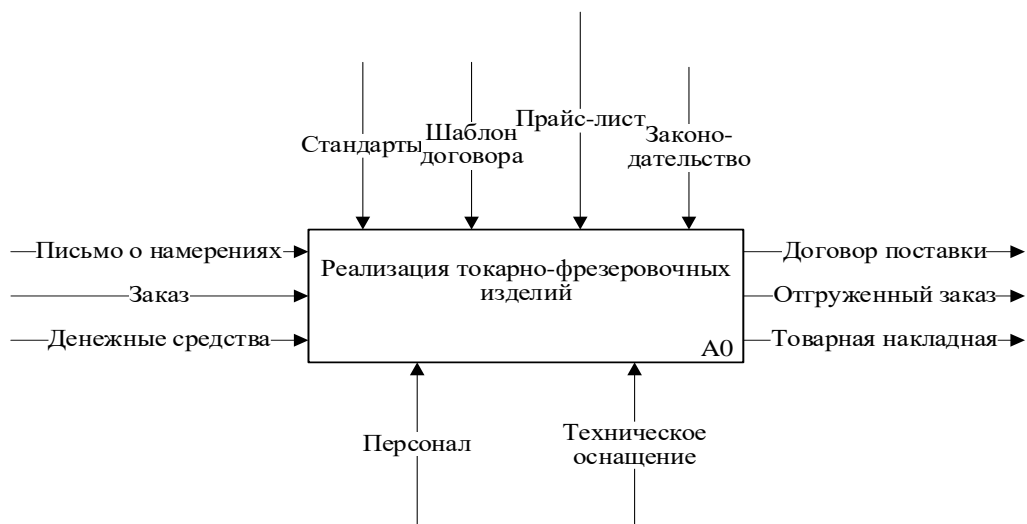 Прайс-лист
Стандарты
Шаблон
договора
Законо-
дательство
Письмо о намерениях
Заказ
Денежные средства
Реализация токарно-фрезеровочных
изделий
A0
Договор поставки
Отгруженный заказ
Товарная накладная
Персонал
Техническое
оснащение